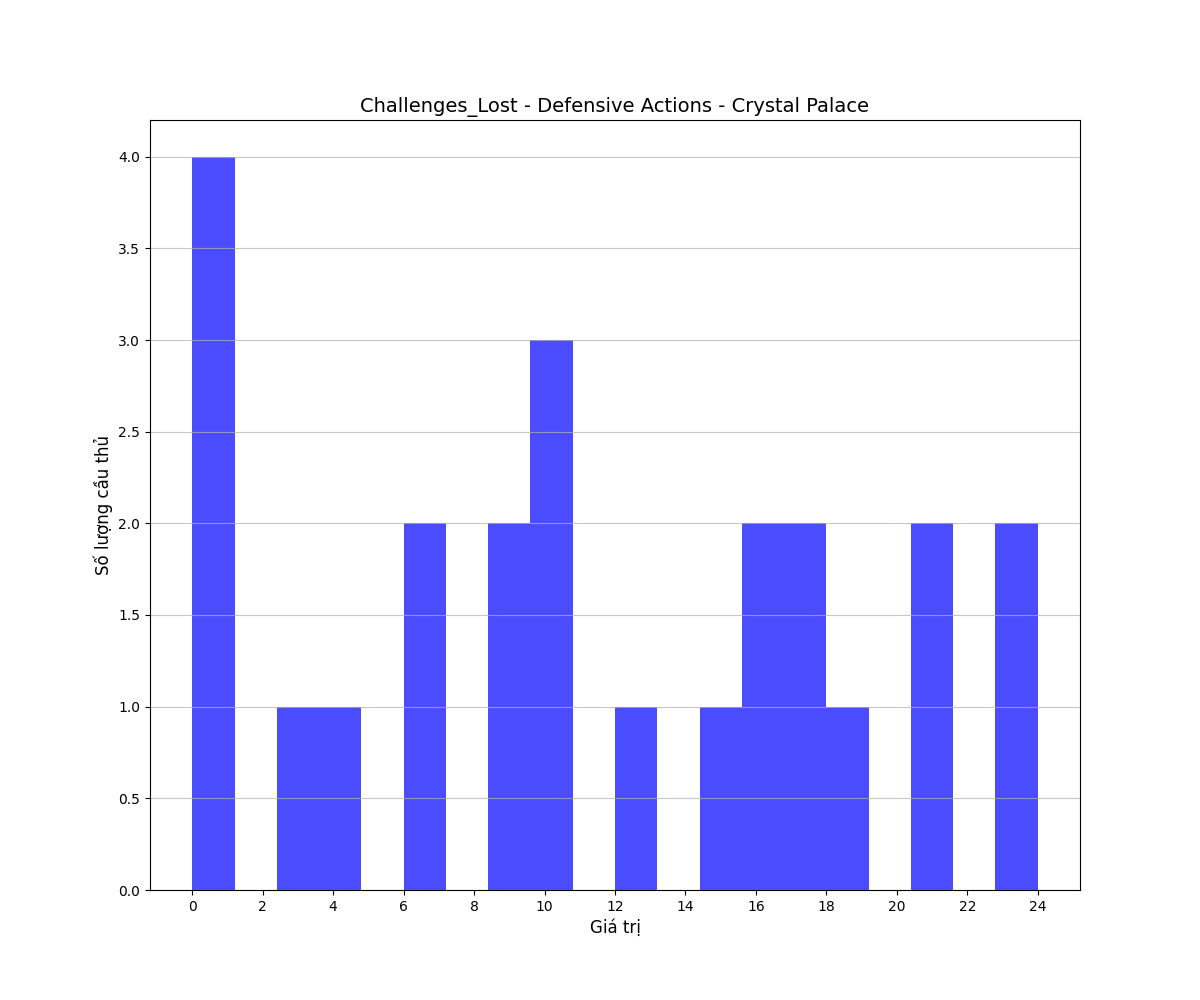 Challenges_Lost - Defensive Actions - Crystal Palace
4.0
3.5
3.0
2.5
2.0
1.5
1.0
0.5
0.0
Số lượng cầu thủ
0 2 4 6 8 10 12 14 16 18 20 22 24
Giá trị